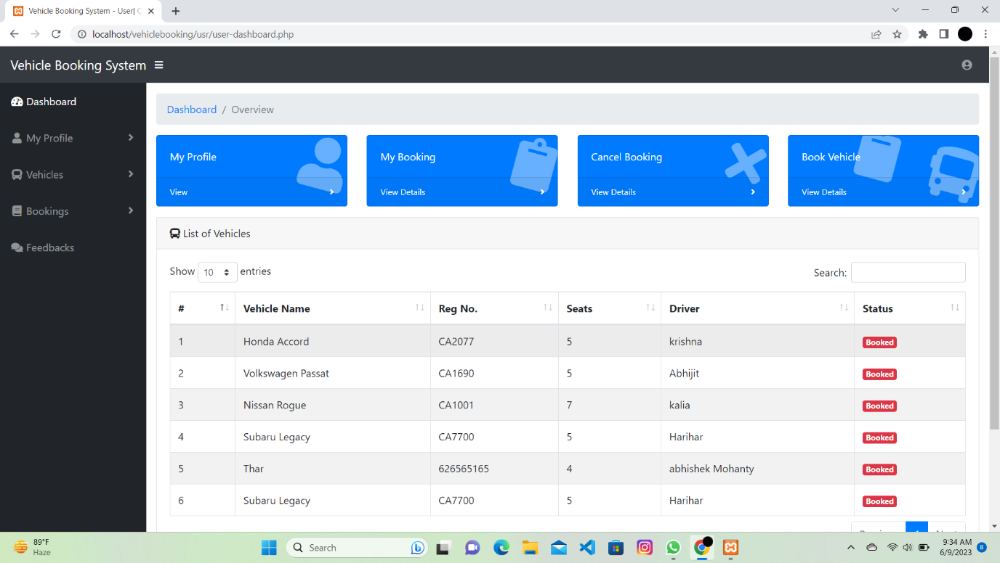 Vehicle Booking System - User|
localhost/vehiclebooking/usr/user-dashboard.php
Vehicle Booking System
Dashboard
My Profile
Vehicles
Bookings
Feedbacks
Dashboard / Overview
My Profile
View
My Booking
View Details
Cancel Booking
View Details
Book Vehicle
View Details
List of Vehicles
Show 10 entries
Search:
# Vehicle Name Reg No. Seats Driver Status
1 Honda Accord CA2077 5 krishna Booked
2 Volkswagen Passat CA1690 5 Abhijit Booked
3 Nissan Rogue CA1001 7 kalia Booked
4 Subaru Legacy CA7700 5 Harihar Booked
5 Thar 626565165 4 abhishek Mohanty Booked
6 Subaru Legacy CA7700 5 Harihar Booked
89°F
Haze
Search
9:34 AM
6/9/2023
8